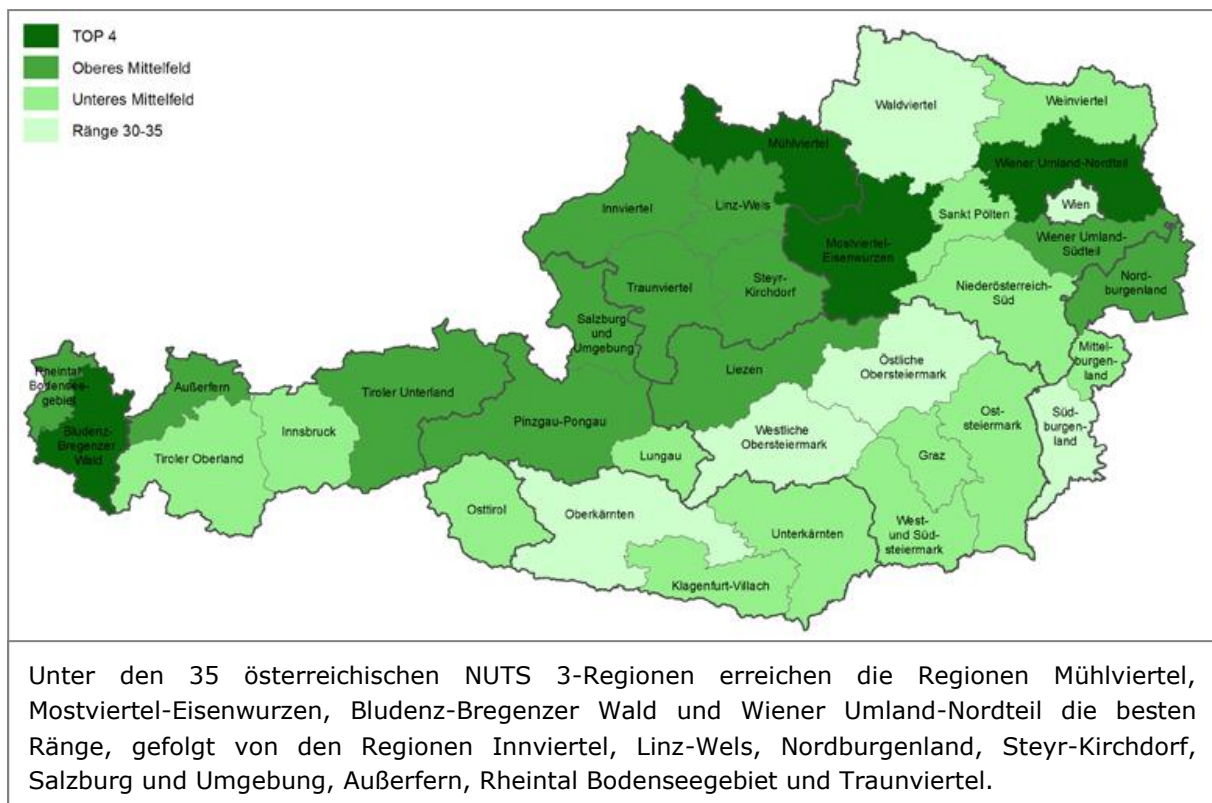 TOP 4
Oberes Mittelfeld
Unteres Mittelfeld
Ränge 30-35
Waldviertel
Weinviertel
Mühlviertel
Wiener Umland-Nordteil
Innviertel
Linz-Wels
Sankt Pölten
Wien
Mostviertel-
Eisenwurzen
Wiener Umland-
Südteil
Nord-
burgenland
Traunviertel
Steyr-
Kirchdorf
Niederösterreich-
Süd
Salzburg
und
Umgebung
Mittel-
burgen-
land
Rheintal
Bodensee-
gebiet
Außerfern
Tiroler Unterland
Liezen
Östliche
Obersteiermark
Bludenz-
Bregenzer
Wald
Tiroler Oberland
Innsbruck
Pinzgau-Pongau
Lungau
Westliche
Obersteiermark
Graz
Ost-
steiermark
Süd-
burgen-
land
Osttirol
Oberkärnten
Unterkärnten
West-
und Süd-
steiermark
Klagenfurt-Villach
Unter den 35 österreichischen NUTS 3-Regionen erreichen die Regionen Mühlviertel,
Mostviertel-Eisenwurzen, Bludenz-Bregenzer Wald und Wiener Umland-Nordteil die besten
Ränge, gefolgt von den Regionen Innviertel, Linz-Wels, Nordburgenland, Steyr-Kirchdorf,
Salzburg und Umgebung, Außerfern, Rheintal Bodenseegebiet und Traunviertel.